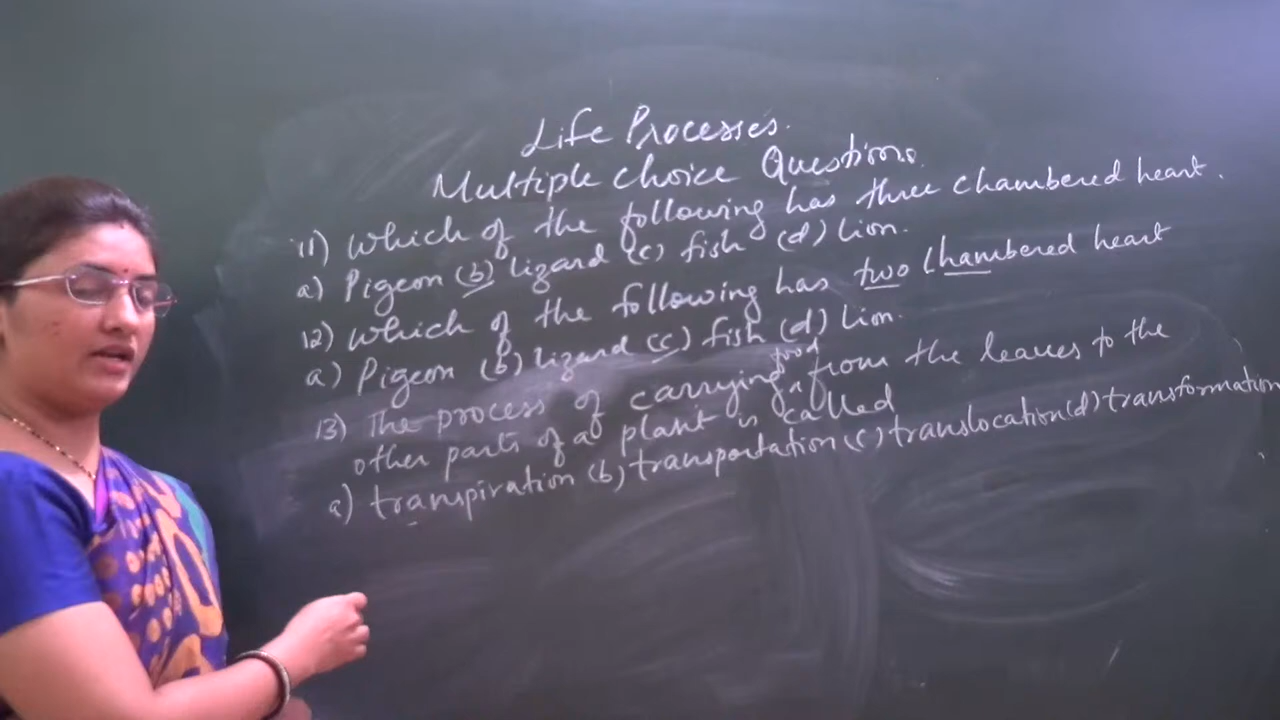 Life Processes.
Multiple choice Questions.
11) Which of the following has three chambered heart.
a) Pigeon (b) lizard (c) fish (d) lion.
12) Which of the following has two chambered heart
a) Pigeon (b) lizard (c) fish (d) Lion.
13) The process of carrying food from the leaves to the
other parts of a plant is called
a) transpiration (b) transportation (c) translocation (d) transformation